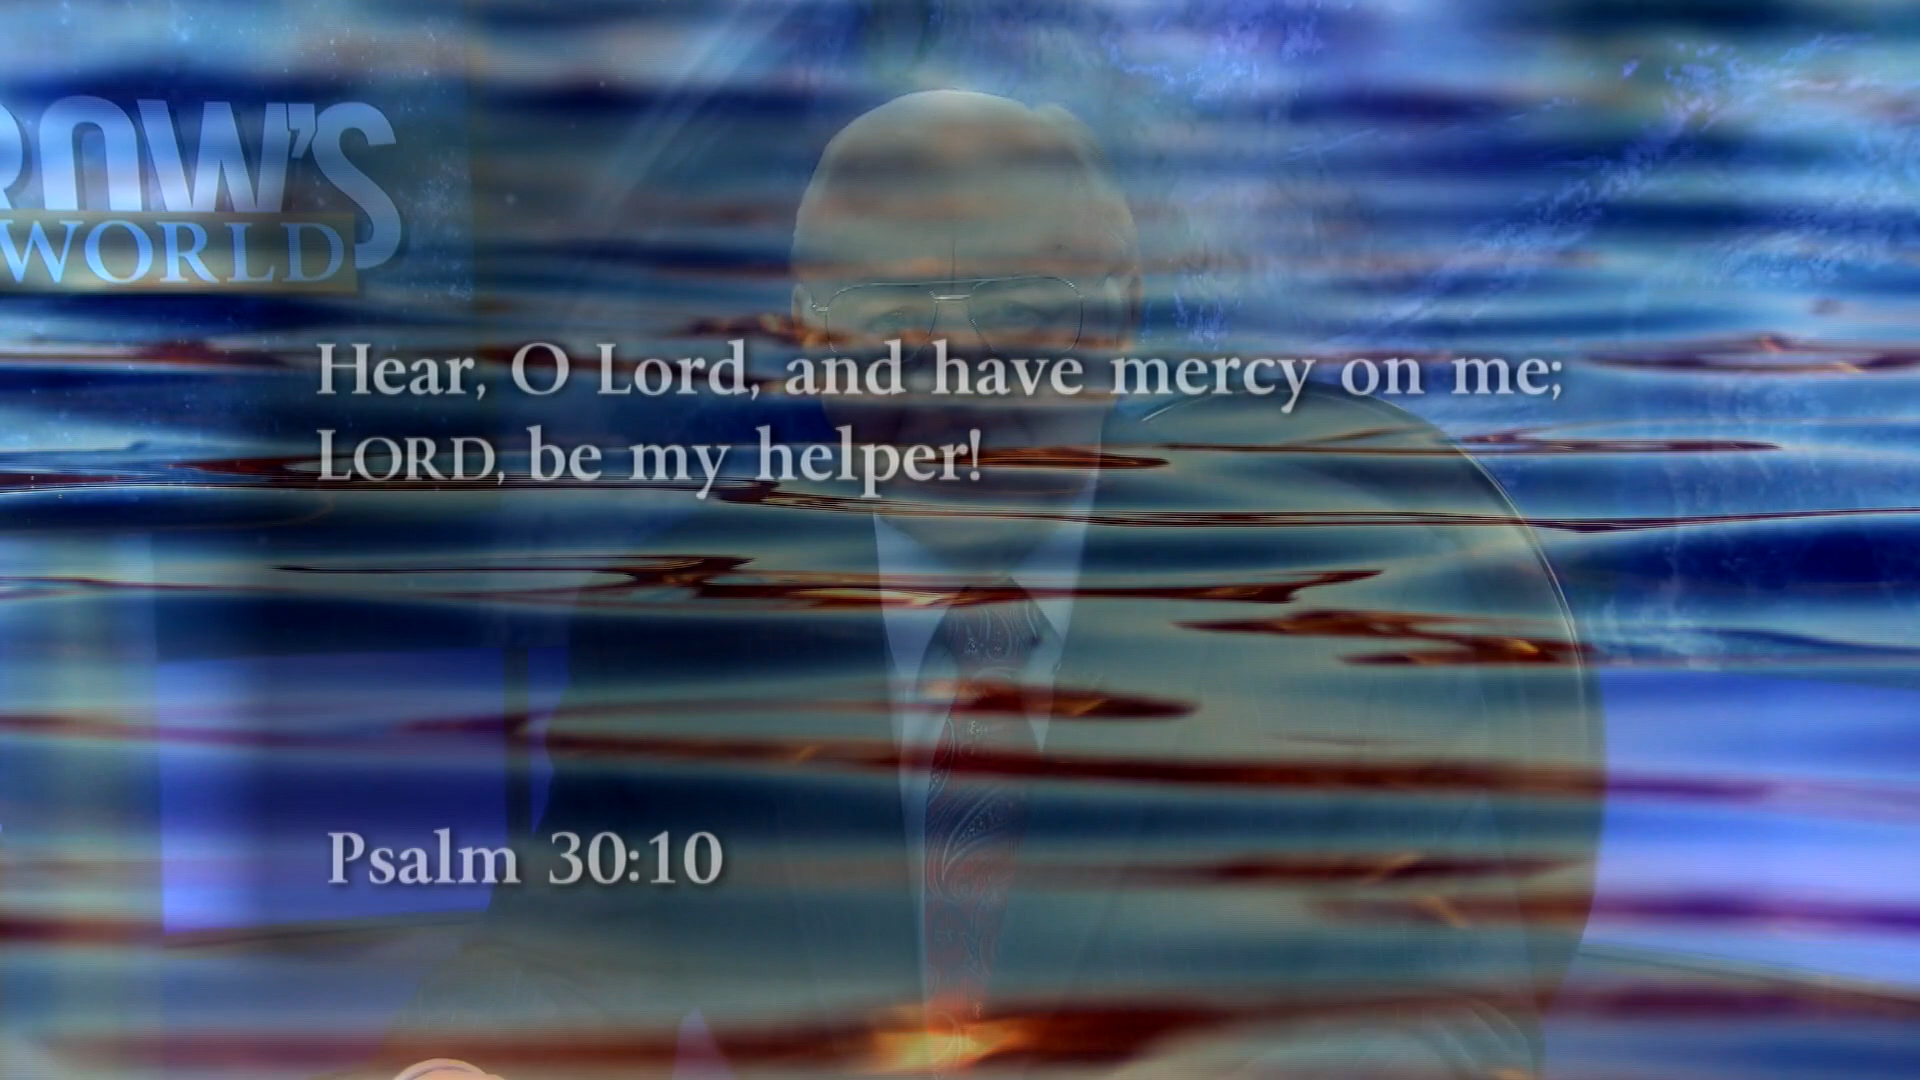 ROW'S
WORLD
Hear, O Lord, and have mercy on me;
LORD, be my helper!
Psalm 30:10